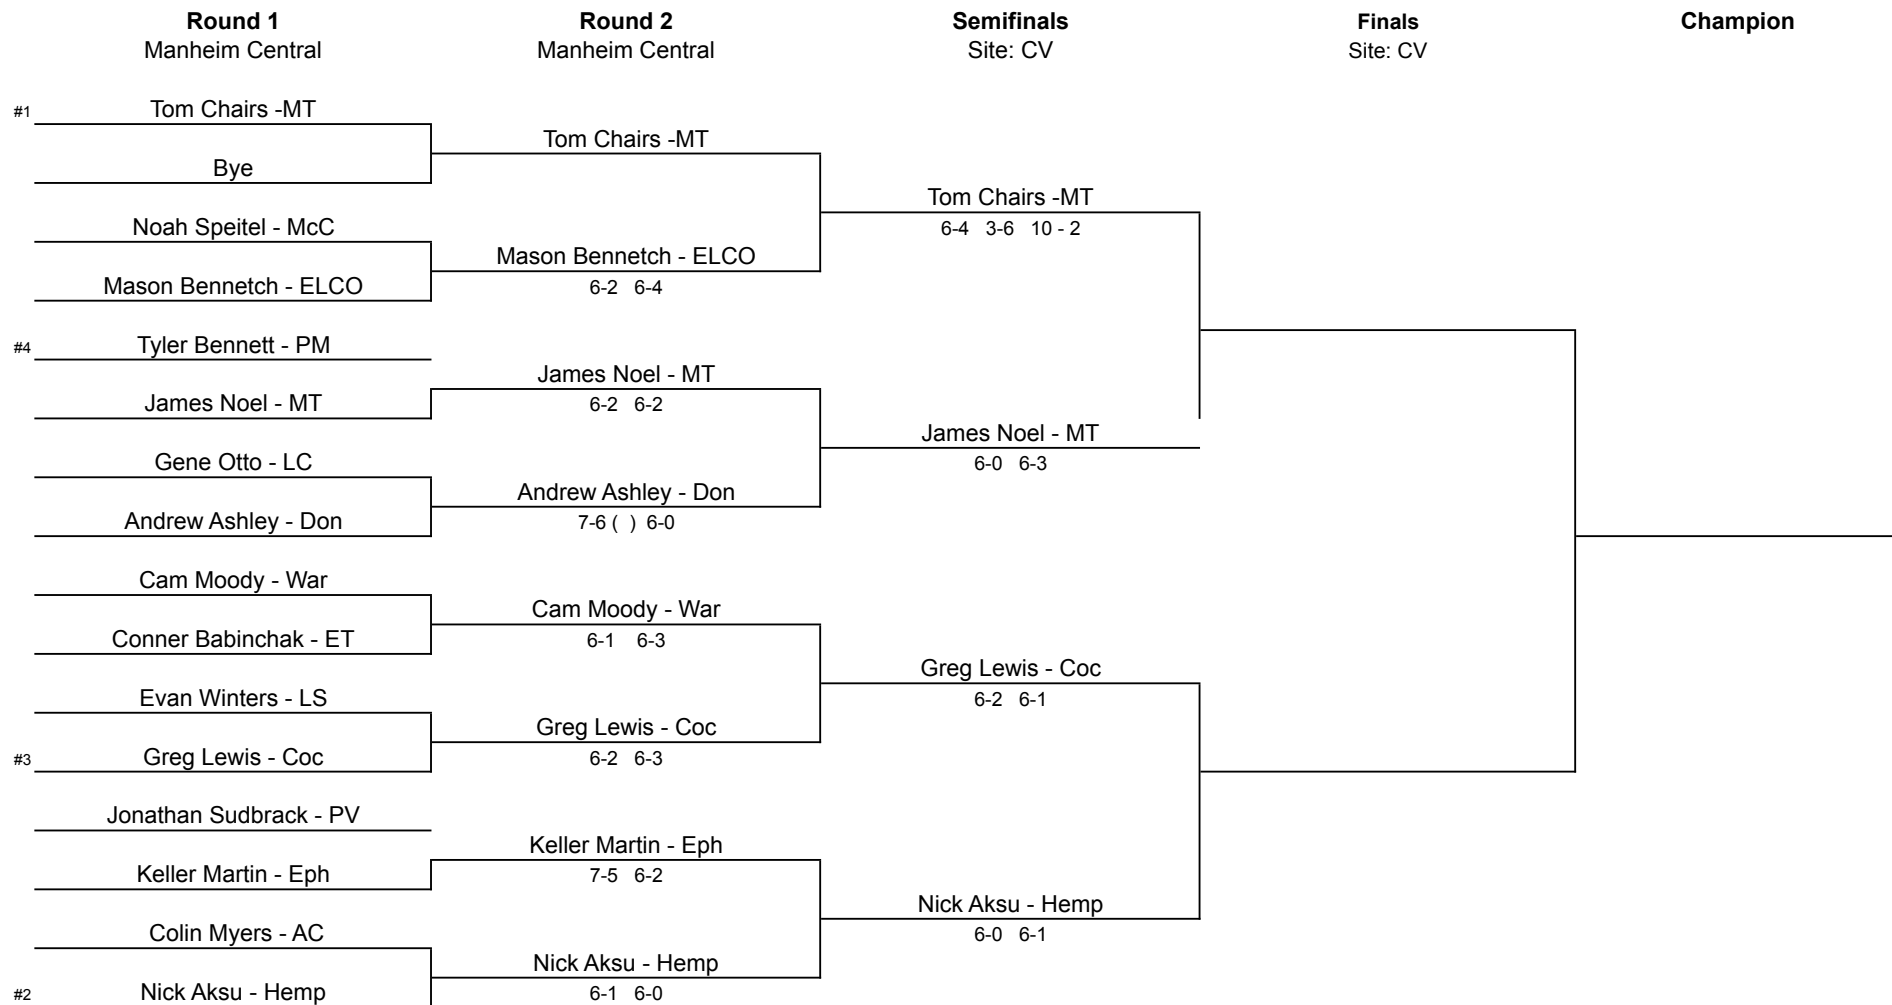 Round 1
Manheim Central
Round 2
Manheim Central
Semifinals
Site: CV
Finals
Site: CV
Champion
#1
Tom Chairs -MT
Bye
Noah Speitel - McC
Mason Bennetch - ELCO
#4
Tyler Bennett - PM
James Noel - MT
Gene Otto - LC
Andrew Ashley - Don
Cam Moody - War
Conner Babinchak - ET
Evan Winters - LS
#3
Greg Lewis - Coc
Jonathan Sudbrack - PV
Keller Martin - Eph
Colin Myers - AC
#2
Nick Aksu - Hemp
Tom Chairs -MT
Mason Bennetch - ELCO
6-2 6-4
James Noel - MT
6-2 6-2
Andrew Ashley - Don
7-6 ( ) 6-0
Cam Moody - War
6-1 6-3
Greg Lewis - Coc
6-2 6-3
Keller Martin - Eph
7-5 6-2
Nick Aksu - Hemp
6-1 6-0
Tom Chairs -MT
6-4 3-6 10 - 2
James Noel - MT
6-0 6-3
Greg Lewis - Coc
6-2 6-1
Nick Aksu - Hemp
6-0 6-1